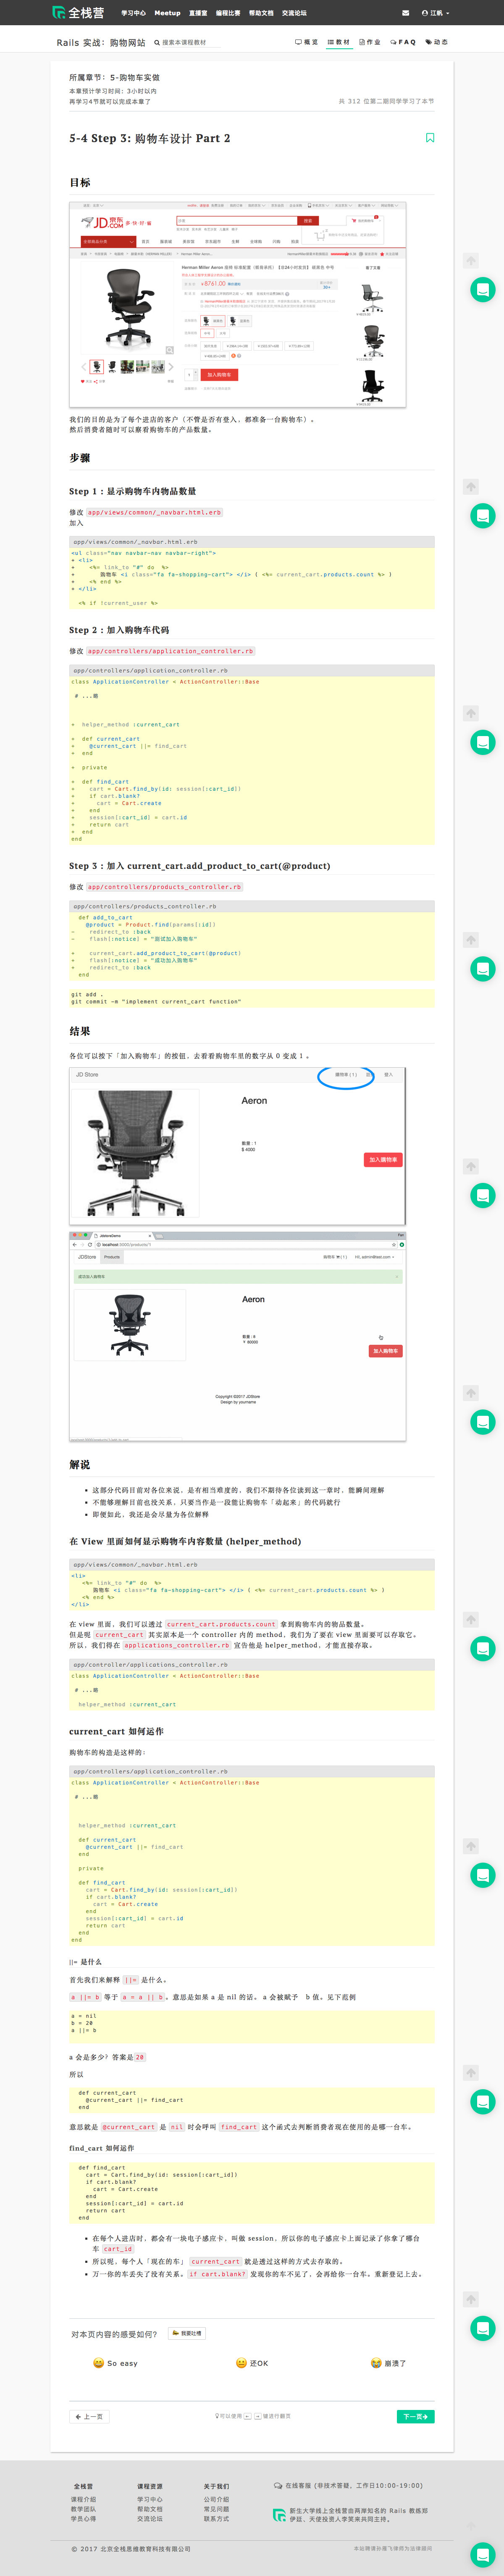 全栈营
学习中心 Meetup 直播室 编程比赛 帮助文档 交流论坛
江帆
Rails 实战：购物网站
搜索本课程教材
概览 教材 作业 FAQ 动态
所属章节：5-购物车实做
本章预计学习时间：3小时以内
再学习4节就可以完成本章了
共 312 位第二期同学学习了本节
5-4 Step 3: 购物车设计 Part 2
目标
JD.COM 京东
加入购物车
我们的目的是为了每个进店的客户（不管是否有登入，都准备一台购物车）。
然后消费者随时可以察看购物车的产品数量。
步骤
Step 1：显示购物车内物品数量
修改 app/views/common/_navbar.html.erb
加入
app/views/common/_navbar.html.erb
<ul class="nav navbar-nav navbar-right">
+ <li>
+    <%= link_to "#" do  %>
+       购物车 <i class="fa fa-shopping-cart"> </i> ( <%= current_cart.products.count %> )
+    <% end %>
+ </li>
  <% if !current_user %>
Step 2：加入购物车代码
修改 app/controllers/application_controller.rb
app/controllers/application_controller.rb
class ApplicationController < ActionController::Base
 # ...略
+  helper_method :current_cart
+  def current_cart
+    @current_cart ||= find_cart
+  end
+  private
+  def find_cart
+    cart = Cart.find_by(id: session[:cart_id])
+    if cart.blank?
+      cart = Cart.create
+    end
+    session[:cart_id] = cart.id
+    return cart
+  end
end
Step 3：加入 current_cart.add_product_to_cart(@product)
修改 app/controllers/products_controller.rb
app/controllers/products_controller.rb
  def add_to_cart
    @product = Product.find(params[:id])
-    redirect_to :back
-    flash[:notice] = "测试加入购物车"
+    current_cart.add_product_to_cart(@product)
+    flash[:notice] = "成功加入购物车"
+    redirect_to :back
  end
git add .
git commit -m "implement current_cart function"
结果
各位可以按下「加入购物车」的按钮，去看看购物车里的数字从 0 变成 1 。
JD Store
購物車 ( 1 )
登入
Aeron
数量 : 1
$ 4000
加入購物車
JDStore Products
购物车 ( 1 )
Hi!, admin@test.com
成功加入购物车
Aeron
加入购物车
Copyright ©2017 JDStore
Design by yourname
解说
这部分代码目前对各位来说，是有相当难度的，我们不期待各位读到这一章时，能瞬间理解
不能够理解目前也没关系，只要当作是一段能让购物车「动起来」的代码就行
即便如此，我还是会尽量为各位解释
在 View 里面如何显示购物车内容数量 (helper_method)
app/views/common/_navbar.html.erb
<li>
   <%= link_to "#" do  %>
      购物车 <i class="fa fa-shopping-cart"> </i> ( <%= current_cart.products.count %> )
   <% end %>
</li>
在 view 里面，我们可以透过 current_cart.products.count 拿到购物车内的物品数量。
但是呢 current_cart 其实原本是一个 controller 内的 method，我们为了要在 view 里面要可以存取它。
所以，我们得在 applications_controller.rb 宣告他是 helper_method，才能直接存取。
app/controller/applications_controller.rb
class ApplicationController < ActionController::Base
 # ...略
  helper_method :current_cart
current_cart 如何运作
购物车的构造是这样的：
app/controllers/application_controller.rb
class ApplicationController < ActionController::Base
 # ...略
  helper_method :current_cart
  def current_cart
    @current_cart ||= find_cart
  end
  private
  def find_cart
    cart = Cart.find_by(id: session[:cart_id])
    if cart.blank?
      cart = Cart.create
    end
    session[:cart_id] = cart.id
    return cart
  end
end
||= 是什么
首先我们来解释 ||= 是什么。
a ||= b 等于 a = a || b。意思是如果 a 是 nil 的话。 a 会被赋予 b 值。见下范例
a = nil
b = 20
a ||= b
a 会是多少？答案是 20
所以
  def current_cart
    @current_cart ||= find_cart
  end
意思就是 @current_cart 是 nil 时会呼叫 find_cart 这个函式去判断消费者现在使用的是哪一台车。
find_cart 如何运作
  def find_cart
    cart = Cart.find_by(id: session[:cart_id])
    if cart.blank?
      cart = Cart.create
    end
    session[:cart_id] = cart.id
    return cart
  end
在每个人进店时，都会有一块电子感应卡，叫做 session，所以你的电子感应卡上面记录了你拿了哪台
车 cart_id
所以呢，每个人「现在的车」 current_cart 就是透过这样的方式去存取的。
万一你的车丢失了没有关系。if cart.blank? 发现你的车不见了，会再给你一台车，重新登记上去。
对本页内容的感受如何？ 我要吐槽
So easy 还OK 崩溃了
上一页
可以使用 ← → 键进行翻页
下一页
全栈营 课程资源 关于我们
课程介绍 学习中心 公司介绍
教学团队 帮助文档 常见问题
学员心得 交流论坛 联系方式
在线客服 (非技术答疑，工作日10:00-19:00)
新生大学线上全栈营由两岸知名的 Rails 教练郑
伊廷、天使投资人李笑来共同主持。
© 2017 北京全栈思维教育科技有限公司